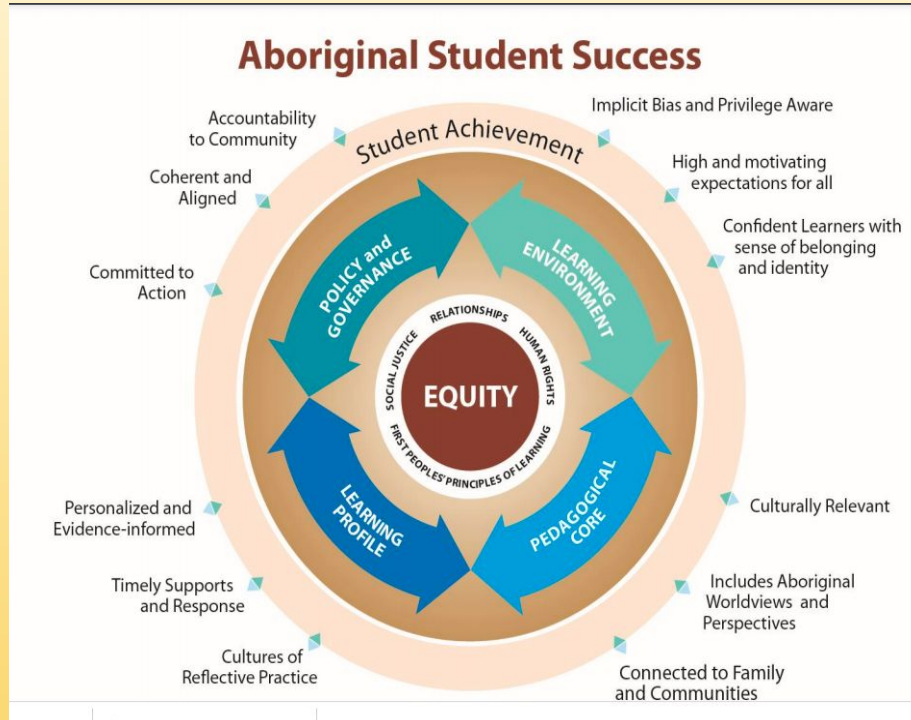 Aboriginal Student Success
Student Achievement
Implicit Bias and Privilege Aware
High and motivating
expectations for all
Confident Learners with
sense of belonging
and identity
Culturally Relevant
Includes Aboriginal
Worldviews and
Perspectives
Connected to Family
and Communities
Cultures of
Reflective Practice
Timely Supports
and Response
Personalized and
Evidence-informed
Committed to
Action
Coherent and
Aligned
Accountability
to Community
POLICY and
GOVERNANCE
LEARNING
ENVIRONMENT
PEDAGOGICAL
CORE
LEARNING
PROFILE
SOCIAL JUSTICE
RELATIONSHIPS
HUMAN RIGHTS
FIRST PEOPLES' PRINCIPLES OF LEARNING
EQUITY